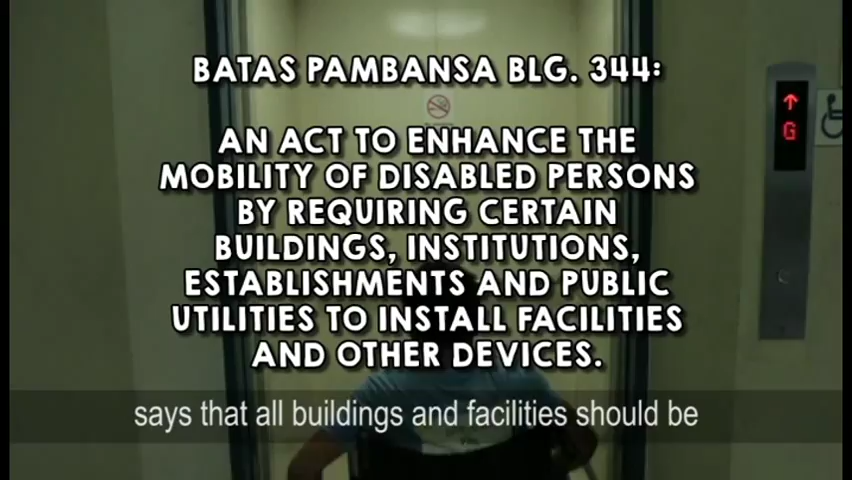 BATAS PAMBANSA BLG. 344:
AN ACT TO ENHANCE THE
MOBILITY OF DISABLED PERSONS
BY REQUIRING CERTAIN
BUILDINGS, INSTITUTIONS,
ESTABLISHMENTS AND PUBLIC
UTILITIES TO INSTALL FACILITIES
AND OTHER DEVICES.
G
says that all buildings and facilities should be